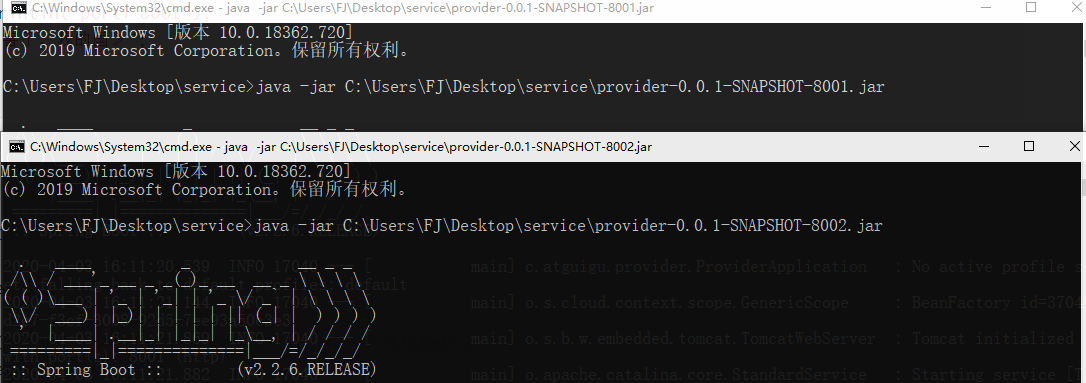 C:\Windows\System32\cmd.exe - java -jar C:\Users\FJ\Desktop\service\provider-0.0.1-SNAPSHOT-8001.jar
Microsoft Windows [版本 10.0.18362.720]
(c) 2019 Microsoft Corporation。保留所有权利。
C:\Users\FJ\Desktop\service>java -jar C:\Users\FJ\Desktop\service\provider-0.0.1-SNAPSHOT-8001.jar
C:\Windows\System32\cmd.exe - java -jar C:\Users\FJ\Desktop\service\provider-0.0.1-SNAPSHOT-8002.jar
Microsoft Windows [版本 10.0.18362.720]
(c) 2019 Microsoft Corporation。保留所有权利。
C:\Users\FJ\Desktop\service>java -jar C:\Users\FJ\Desktop\service\provider-0.0.1-SNAPSHOT-8002.jar
2020-04-03 16:11:20.539 INFO 17040 --- [ main] c.atguigu.provider.ProviderApplication : No active profile s
default
main] o.s.cloud.context.scope.GenericScope : BeanFactory id=3704
main] o.s.b.w.embedded.tomcat.TomcatWebServer : Tomcat initialized
main] o.apache.catalina.core.StandardService : Starting service [T
:: Spring Boot :: (v2.2.6.RELEASE)